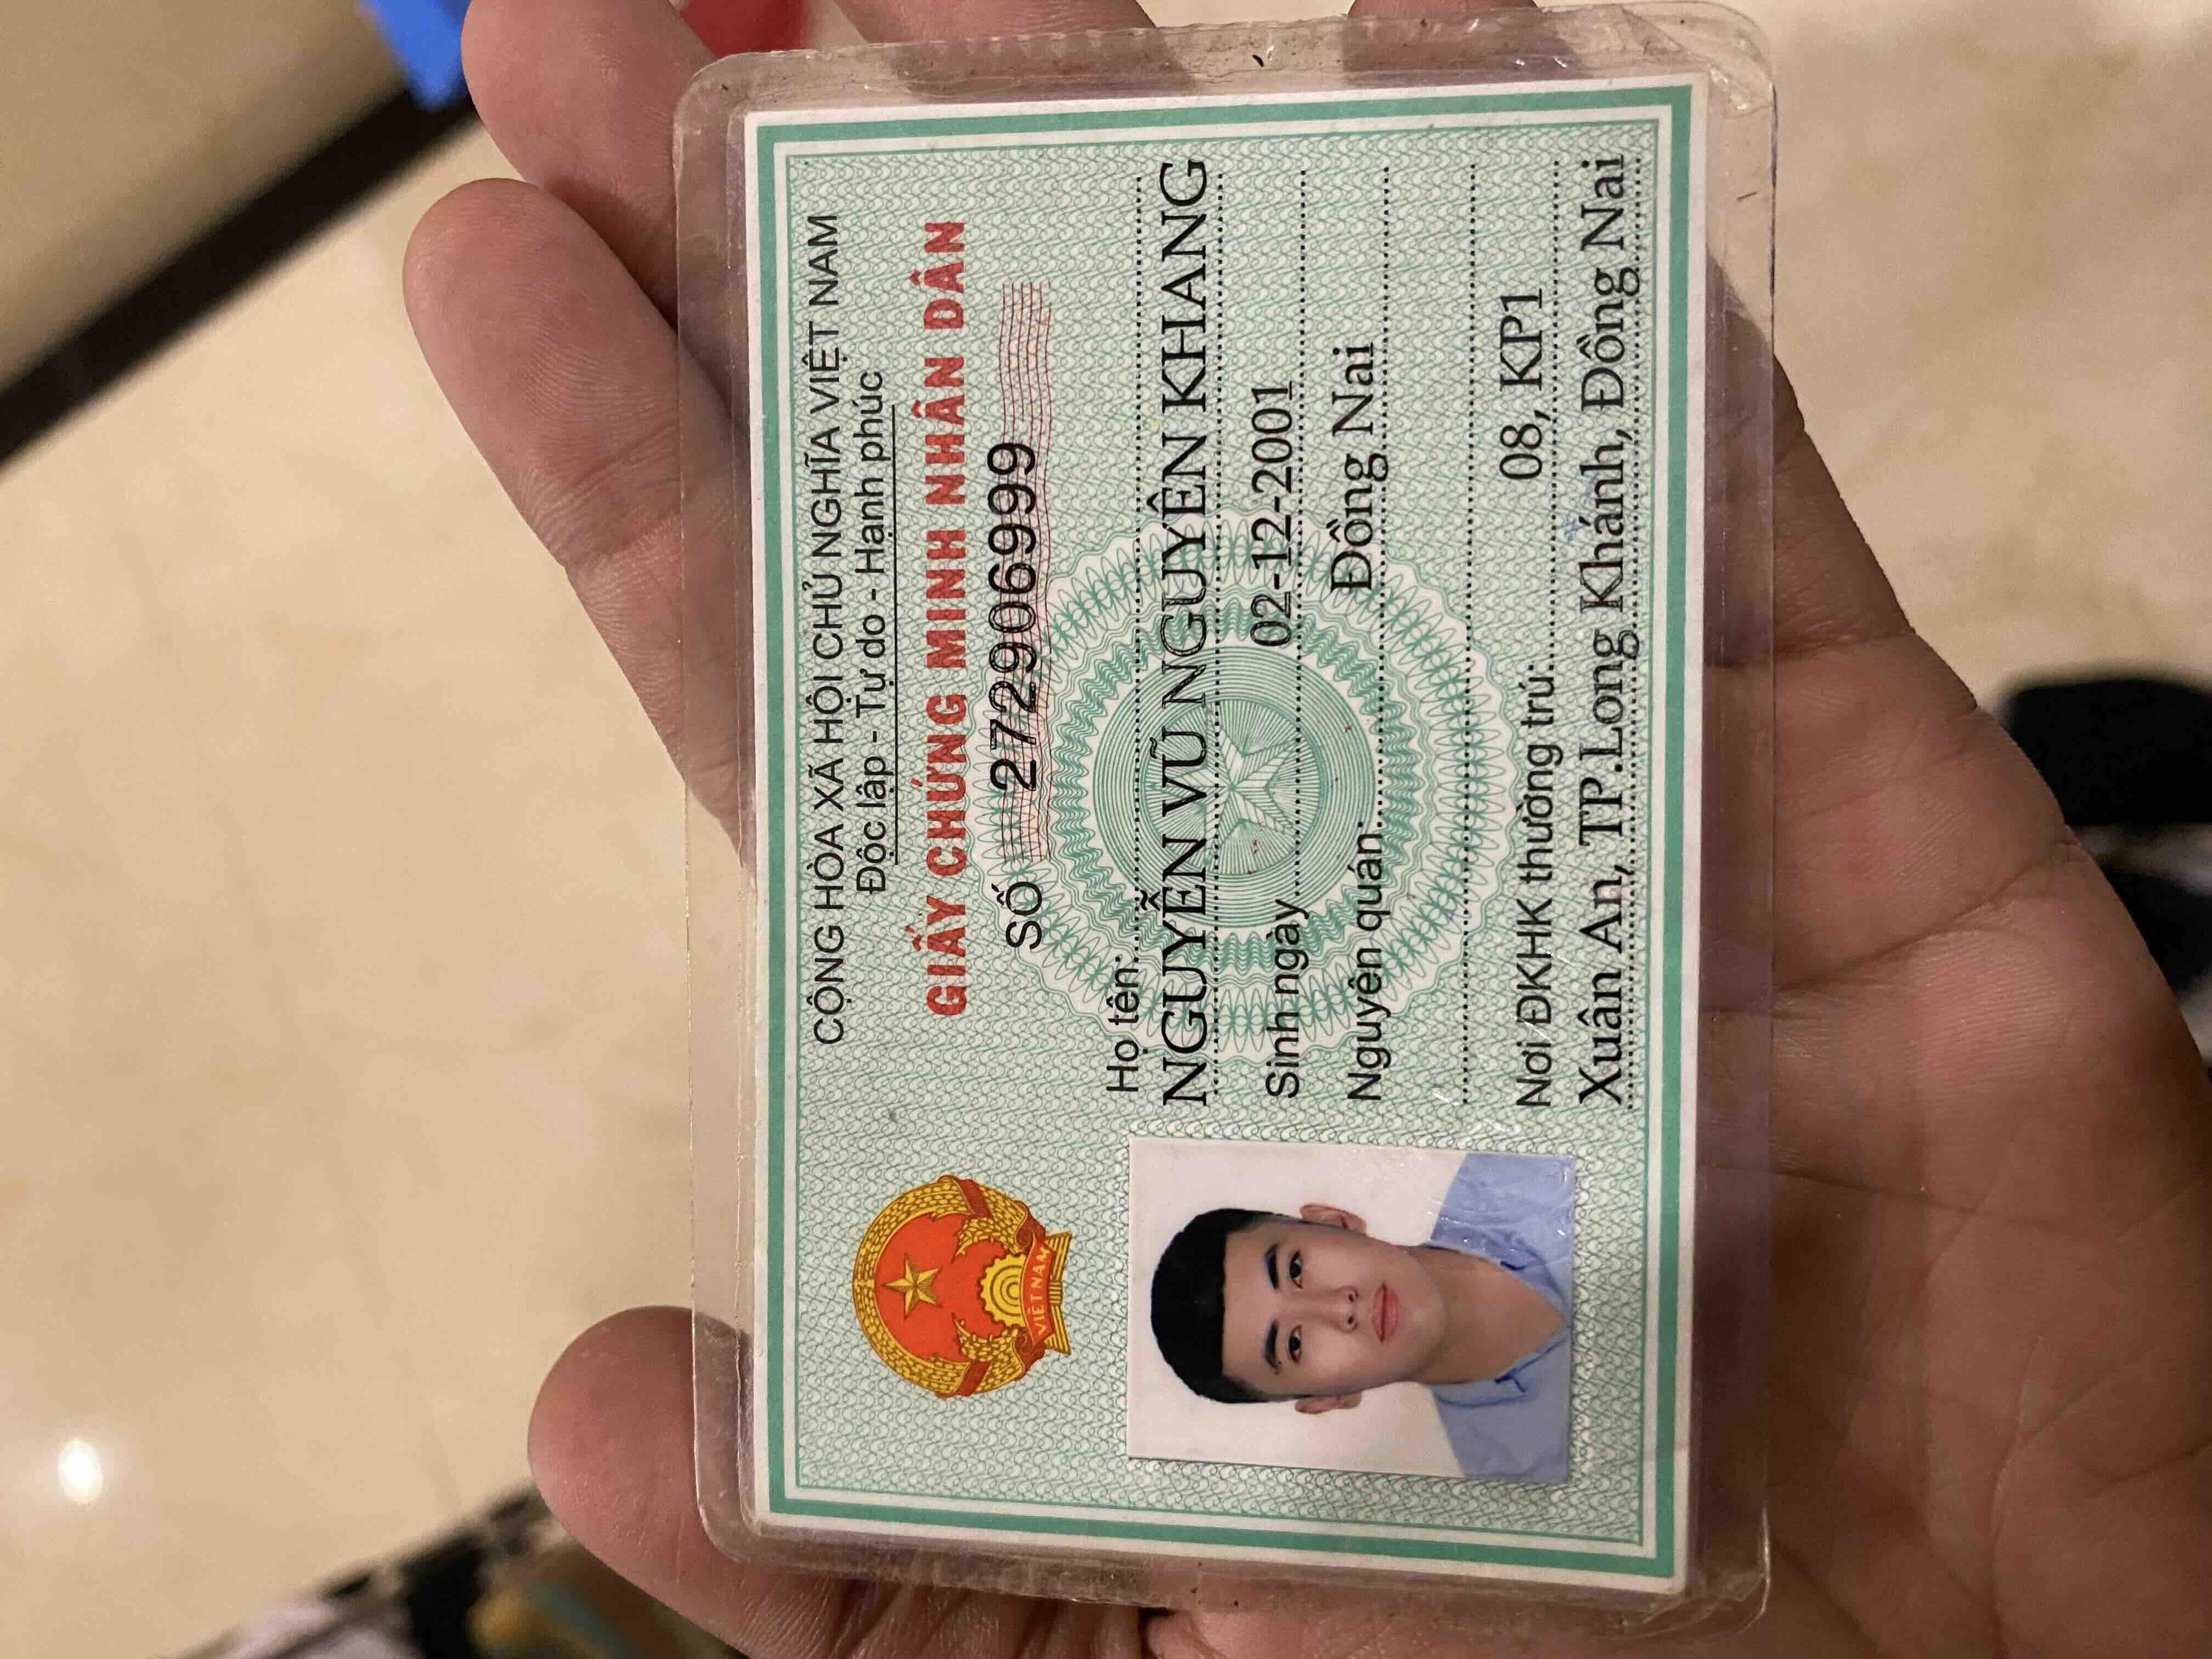 CỘNG HÒA XÃ HỘI CHỦ NGHĨA VIỆT NAM
Độc lập - Tự do - Hạnh phúc
GIẤY CHỨNG MINH NHÂN DÂN
SỐ 272906999
Họ tên:
NGUYỄN VŨ NGUYÊN KHANG
Sinh ngày 02-12-2001
Nguyên quán: Đồng Nai
Nơi ĐKHK thường trú: 08, KP1
Xuân An, TP.Long Khánh, Đồng Nai
VIỆT NAM